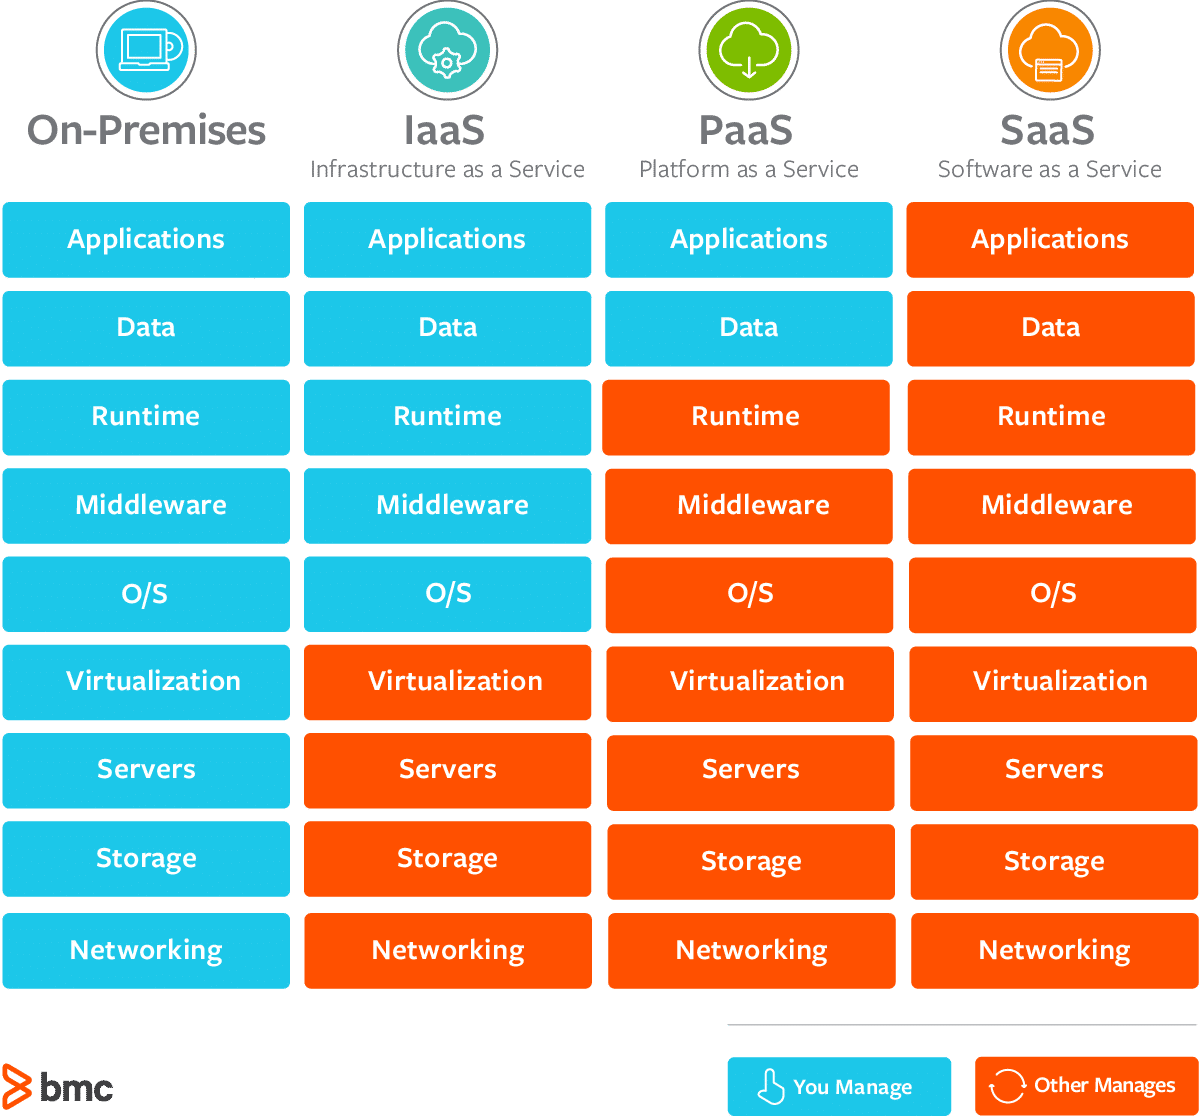 On-Premises IaaS PaaS SaaS
Infrastructure as a Service Platform as a Service Software as a Service
Applications Applications Applications Applications
Data Data Data Data
Runtime Runtime Runtime Runtime
Middleware Middleware Middleware Middleware
O/S O/S O/S O/S
Virtualization Virtualization Virtualization Virtualization
Servers Servers Servers Servers
Storage Storage Storage Storage
Networking Networking Networking Networking
bmc You Manage Other Manages